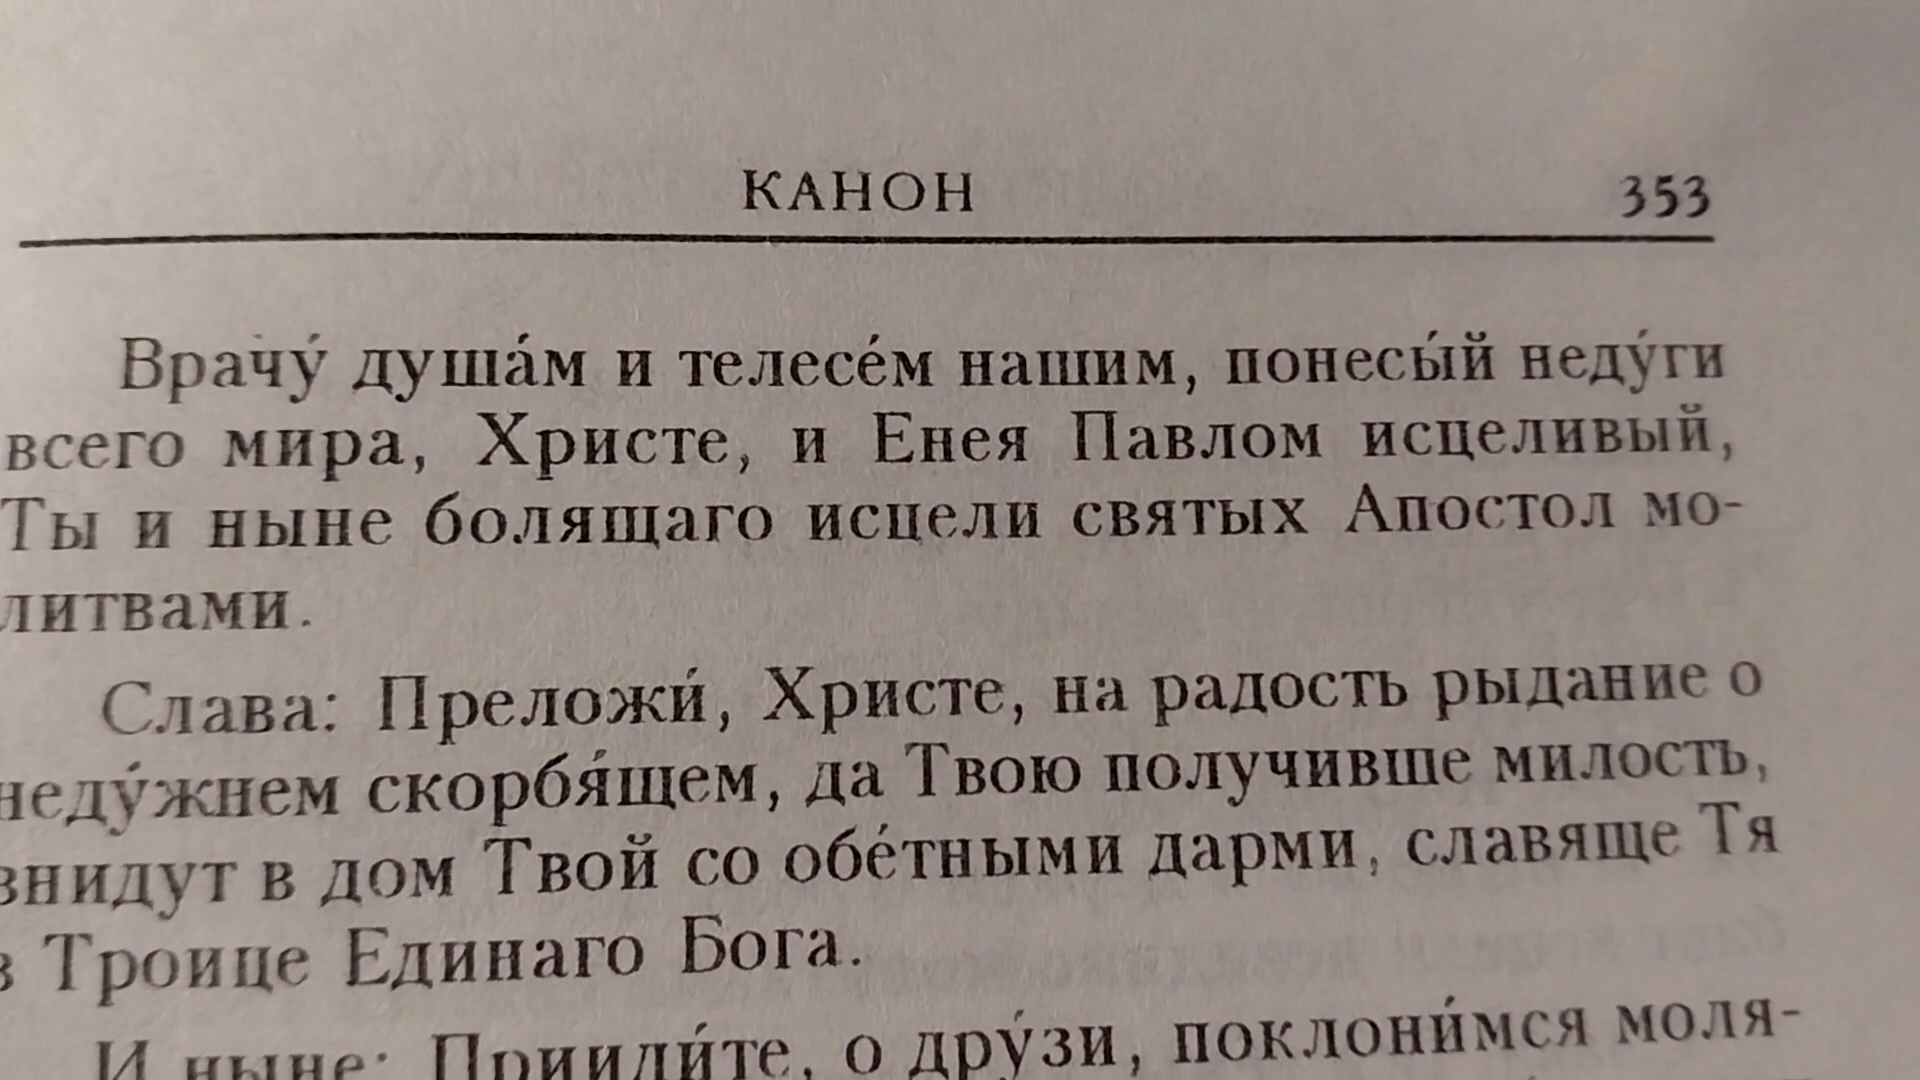 КАНОН 353
Врачу́ душа́м и телесе́м нашим, понесы́й неду́ги
всего мира, Христе, и Енея Павлом исцеливый,
Ты и ныне болящаго исцели святых Апостол мо-
литвами.
Слава: Преложи́, Христе, на радость рыдание о
неду́жнем скорбя́щем, да Твою получивше милость,
внидут в дом Твой со обе́тными дарми, славяще Тя
в Троице Единаго Бога.
И ныне: Прииди́те, о дру́зи, поклони́мся моля-